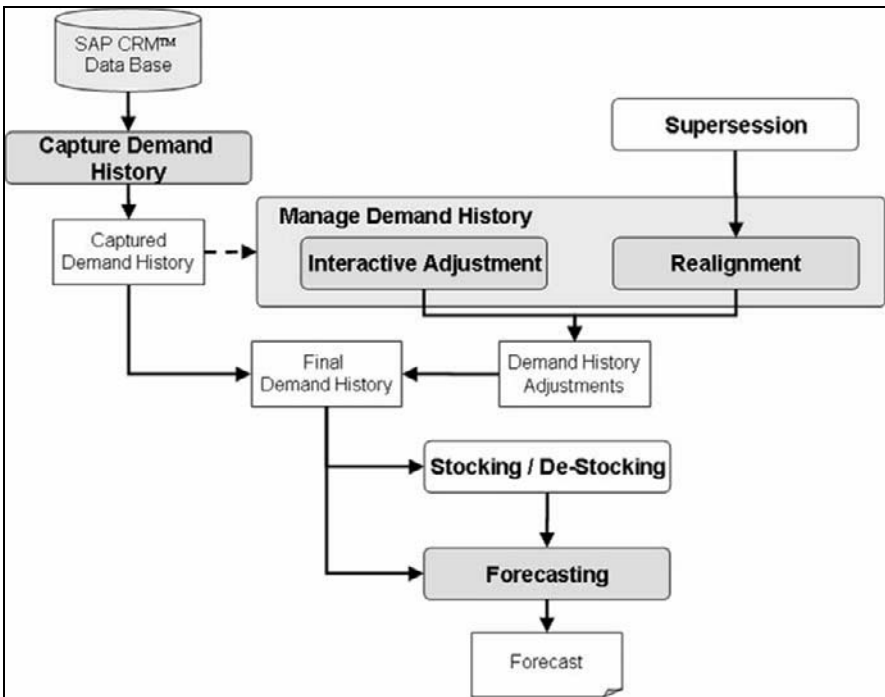 SAP CRM™
Data Base
Capture Demand
History
Supersession
Captured
Demand History
Manage Demand History
Interactive Adjustment
Realignment
Final
Demand History
Demand History
Adjustments
Stocking / De-Stocking
Forecasting
Forecast